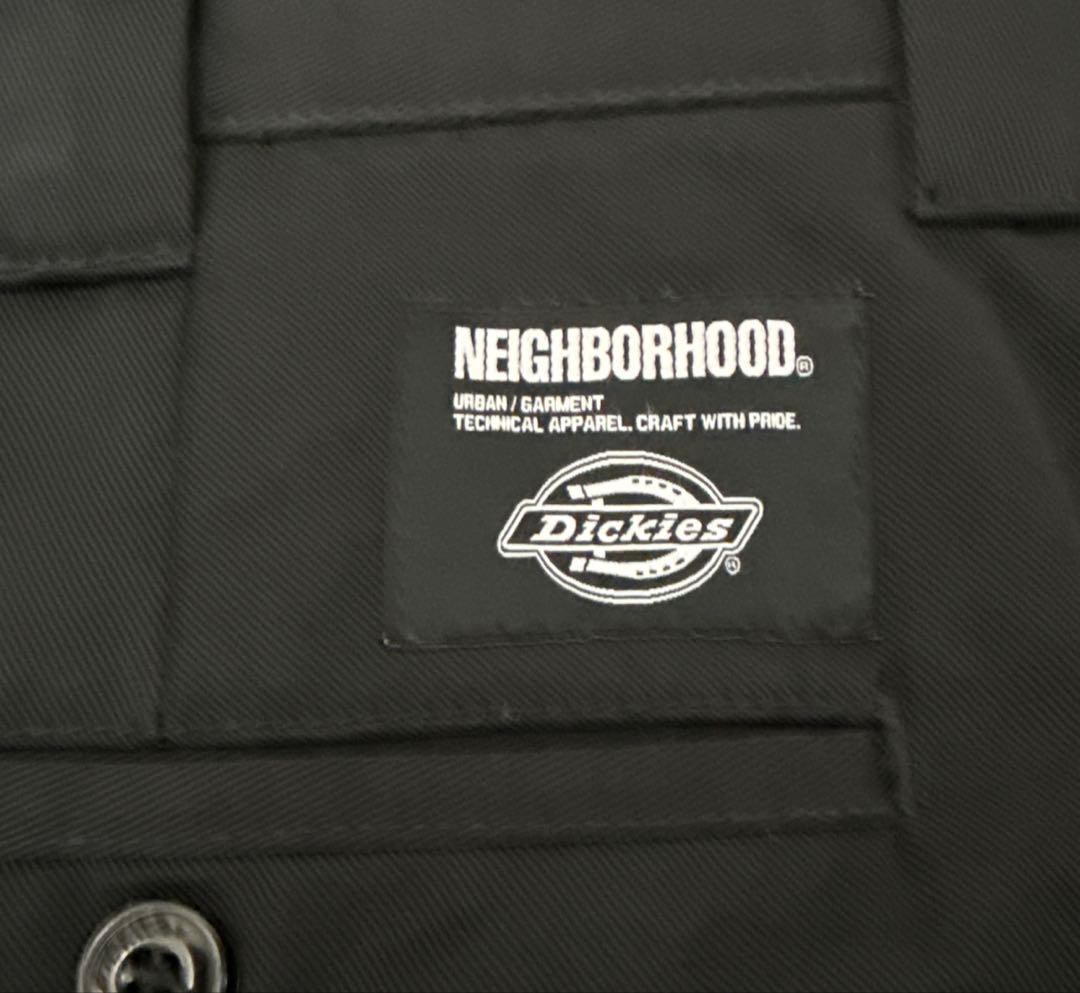 NEIGHBORHOOD®
URBAN / GARMENT
TECHNICAL APPAREL. CRAFT WITH PRIDE.
Dickies
®